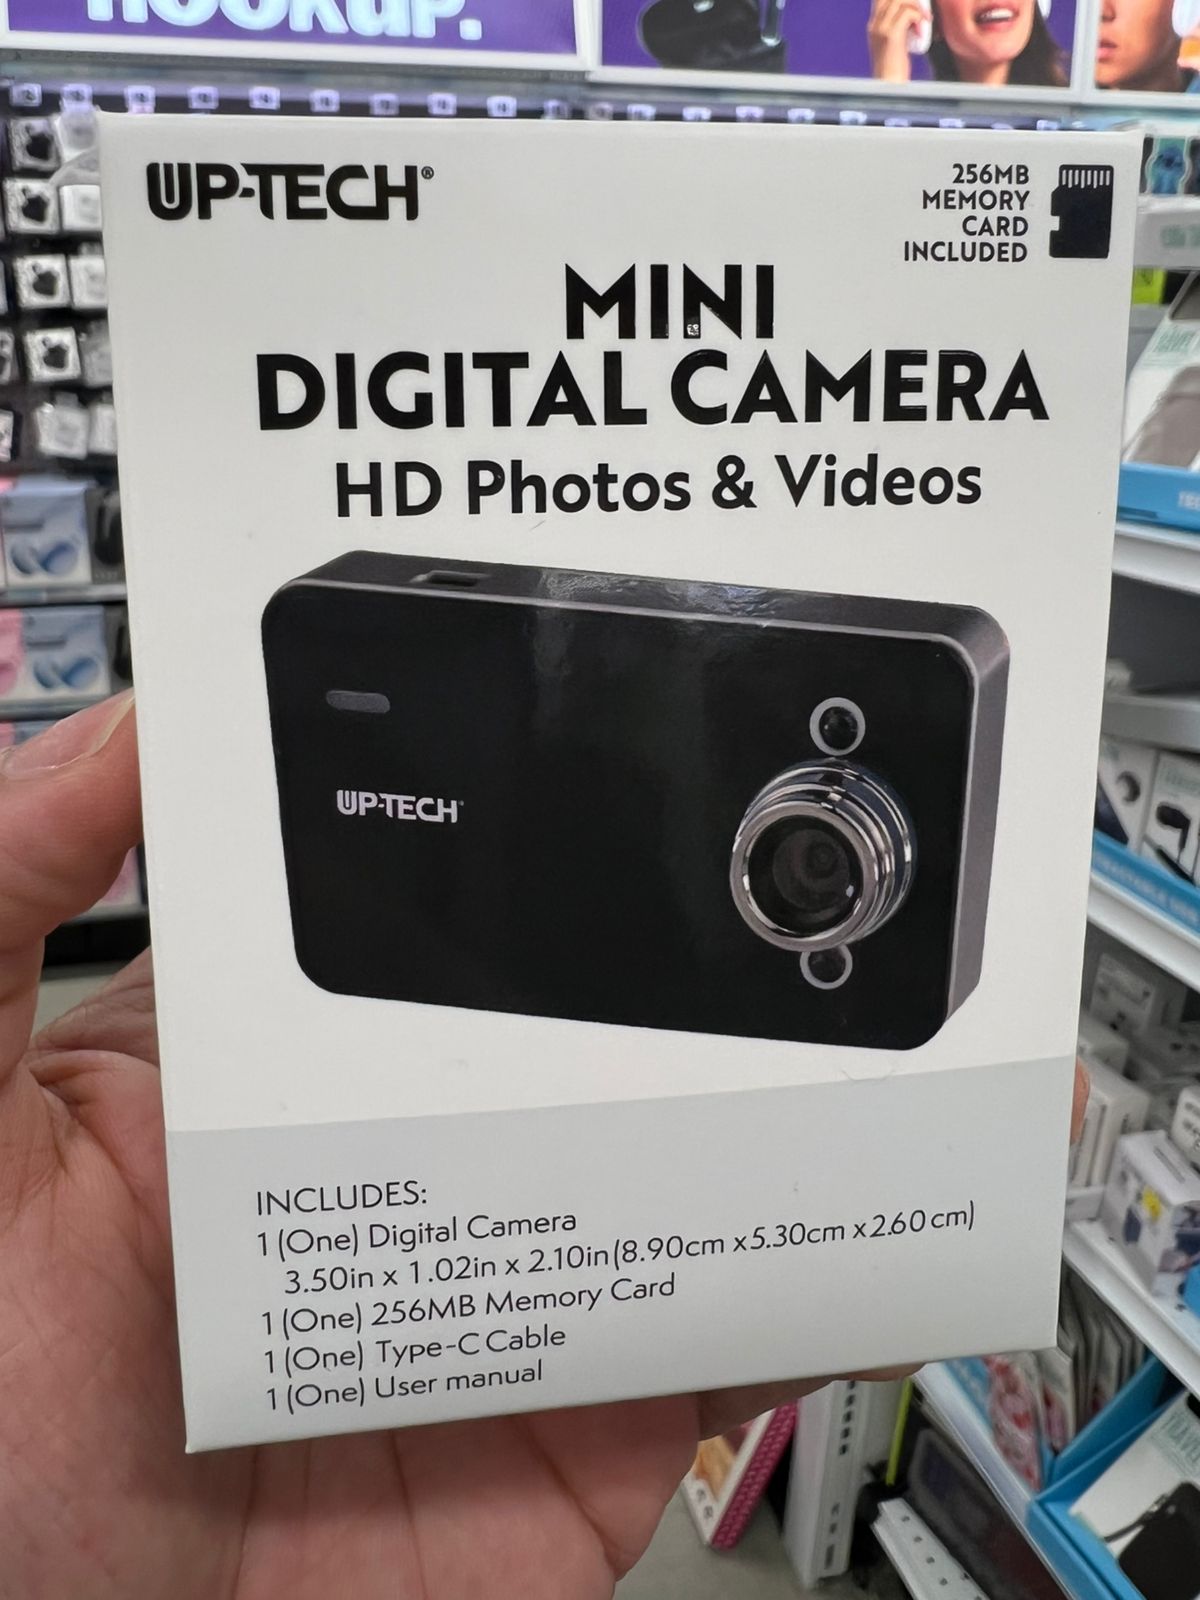 hookup.
UP-TECH®
256MB
MEMORY
CARD
INCLUDED
MINI
DIGITAL CAMERA
HD Photos & Videos
UP-TECH
INCLUDES:
1 (One) Digital Camera
3.50in x 1.02in x 2.10in (8.90cm x 5.30cm x 2.60 cm)
1 (One) 256MB Memory Card
1 (One) Type-C Cable
1 (One) User manual